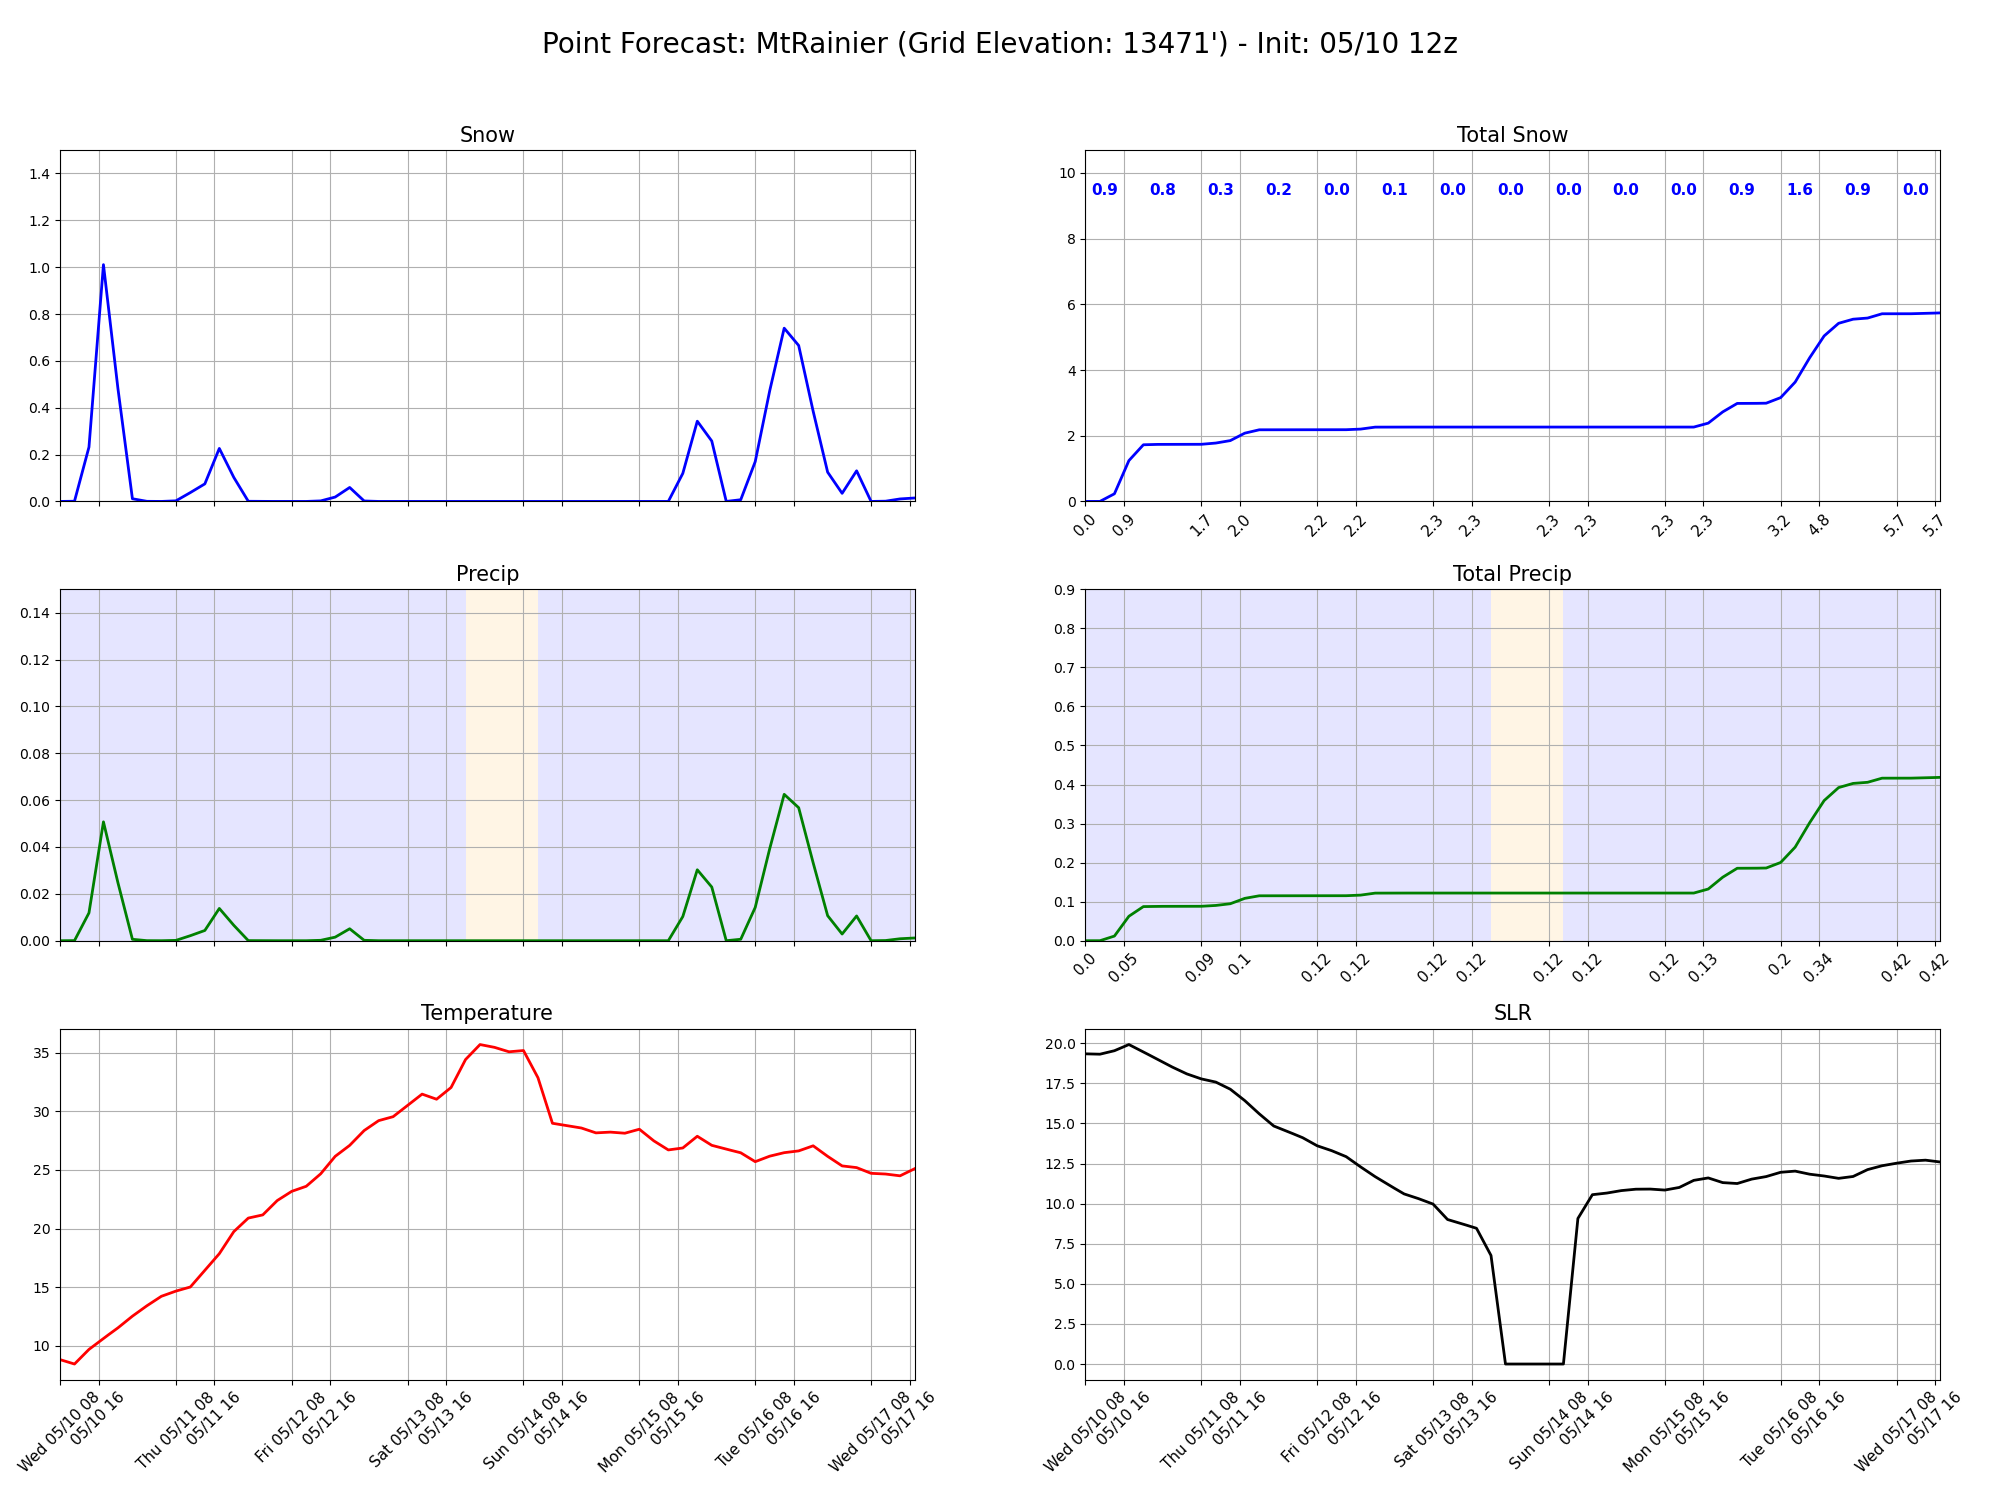 Point Forecast: MtRainier (Grid Elevation: 13471') - Init: 05/10 12z
Snow
1.4
1.2
1.0
0.8
0.6
0.4
0.2
0.0
Total Snow
10
8
6
4
2
0
0.9 0.8 0.3 0.2 0.0 0.1 0.0 0.0 0.0 0.0 0.0 0.9 1.6 0.9 0.0
0.0 0.9 1.7 2.0 2.2 2.2 2.3 2.3 2.3 2.3 2.3 2.3 3.2 4.8 5.7 5.7
Precip
0.14
0.12
0.10
0.08
0.06
0.04
0.02
0.00
Total Precip
0.9
0.8
0.7
0.6
0.5
0.4
0.3
0.2
0.1
0.0
0.0 0.05 0.09 0.1 0.12 0.12 0.12 0.12 0.12 0.12 0.12 0.13 0.2 0.34 0.42 0.42
Temperature
35
30
25
20
15
10
Wed 05/10 08
05/10 16
Thu 05/11 08
05/11 16
Fri 05/12 08
05/12 16
Sat 05/13 08
05/13 16
Sun 05/14 08
05/14 16
Mon 05/15 08
05/15 16
Tue 05/16 08
05/16 16
Wed 05/17 08
05/17 16
SLR
20.0
17.5
15.0
12.5
10.0
7.5
5.0
2.5
0.0
Wed 05/10 08
05/10 16
Thu 05/11 08
05/11 16
Fri 05/12 08
05/12 16
Sat 05/13 08
05/13 16
Sun 05/14 08
05/14 16
Mon 05/15 08
05/15 16
Tue 05/16 08
05/16 16
Wed 05/17 08
05/17 16